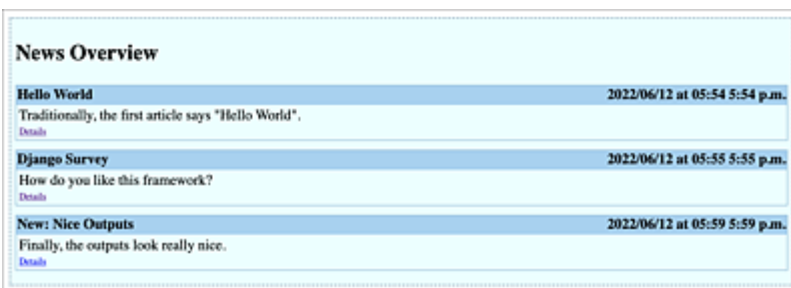 News Overview
Hello World 2022/06/12 at 05:54 5:54 p.m.
Traditionally, the first article says "Hello World".
Details
Django Survey 2022/06/12 at 05:55 5:55 p.m.
How do you like this framework?
Details
New: Nice Outputs 2022/06/12 at 05:59 5:59 p.m.
Finally, the outputs look really nice.
Details